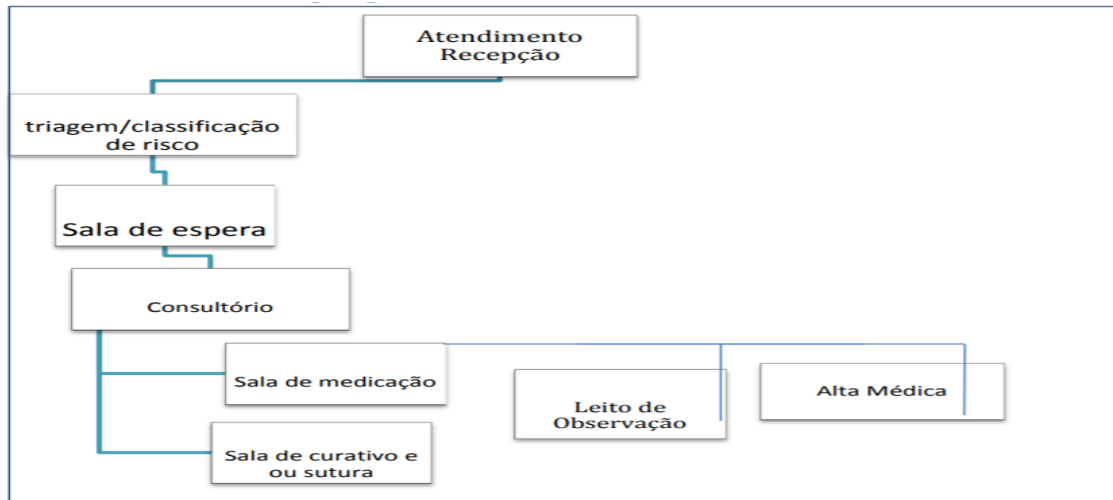 Atendimento
Recepção
triagem/classificação
de risco
Sala de espera
Consultório
Sala de medicação
Leito de
Observação
Alta Médica
Sala de curativo e
ou sutura